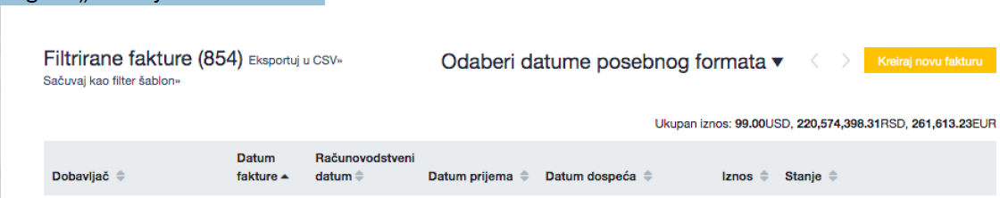 Filtrirane fakture (854) Eksportuj u CSV»
Odaberi datume posebnog formata ▾
Kreiraj novu fakturu
Sačuvaj kao filter šablon»
Ukupan iznos: 99.00USD, 220,574,398.31RSD, 261,613.23EUR
Dobavljač
Datum fakture
Računovodstveni datum
Datum prijema
Datum dospeća
Iznos
Stanje